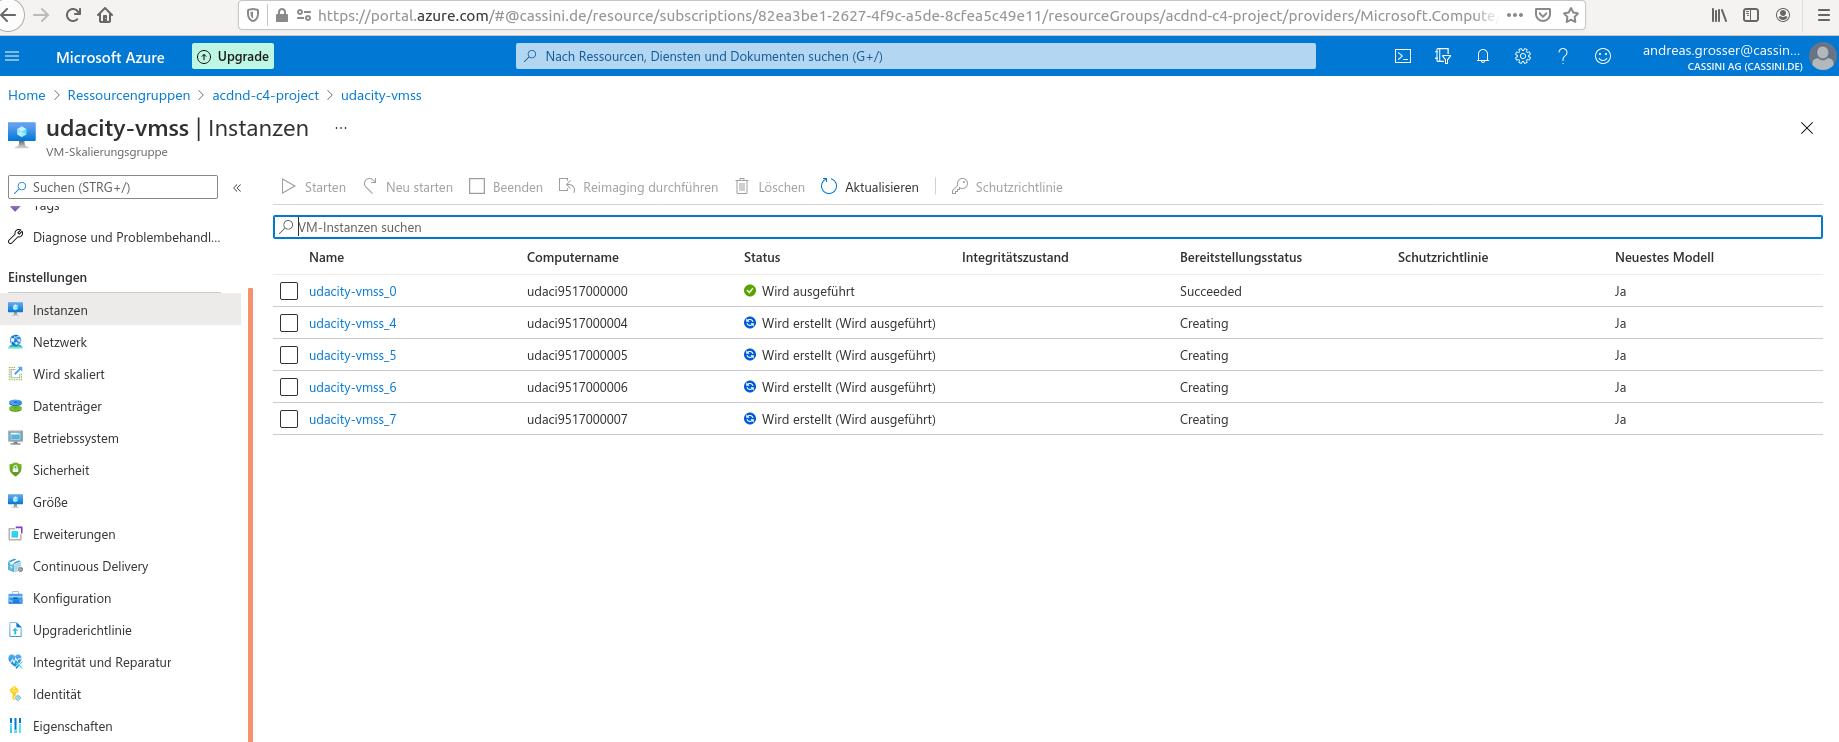 https://portal.azure.com/#@cassini.de/resource/subscriptions/82ea3be1-2627-4f9c-a5de-8cfea5c49e11/resourceGroups/acdnd-c4-project/providers/Microsoft.Compute
Microsoft Azure
Upgrade
Nach Ressourcen, Diensten und Dokumenten suchen (G+/)
andreas.grosser@cassin...
CASSINI AG (CASSINI.DE)
Home > Ressourcengruppen > acdnd-c4-project > udacity-vmss
udacity-vmss | Instanzen ...
VM-Skalierungsgruppe
Suchen (STRG+/)
«
Tags
Diagnose und Problembehandl...
Einstellungen
Instanzen
Netzwerk
Wird skaliert
Datenträger
Betriebssystem
Sicherheit
Größe
Erweiterungen
Continuous Delivery
Konfiguration
Upgraderichtlinie
Integrität und Reparatur
Identität
Eigenschaften
Starten Neu starten Beenden Reimaging durchführen Löschen Aktualisieren Schutzrichtlinie
VM-Instanzen suchen
Name Computername Status Integritätszustand Bereitstellungsstatus Schutzrichtlinie Neuestes Modell
udacity-vmss_0 udaci9517000000 Wird ausgeführt Succeeded Ja
udacity-vmss_4 udaci9517000004 Wird erstellt (Wird ausgeführt) Creating Ja
udacity-vmss_5 udaci9517000005 Wird erstellt (Wird ausgeführt) Creating Ja
udacity-vmss_6 udaci9517000006 Wird erstellt (Wird ausgeführt) Creating Ja
udacity-vmss_7 udaci9517000007 Wird erstellt (Wird ausgeführt) Creating Ja